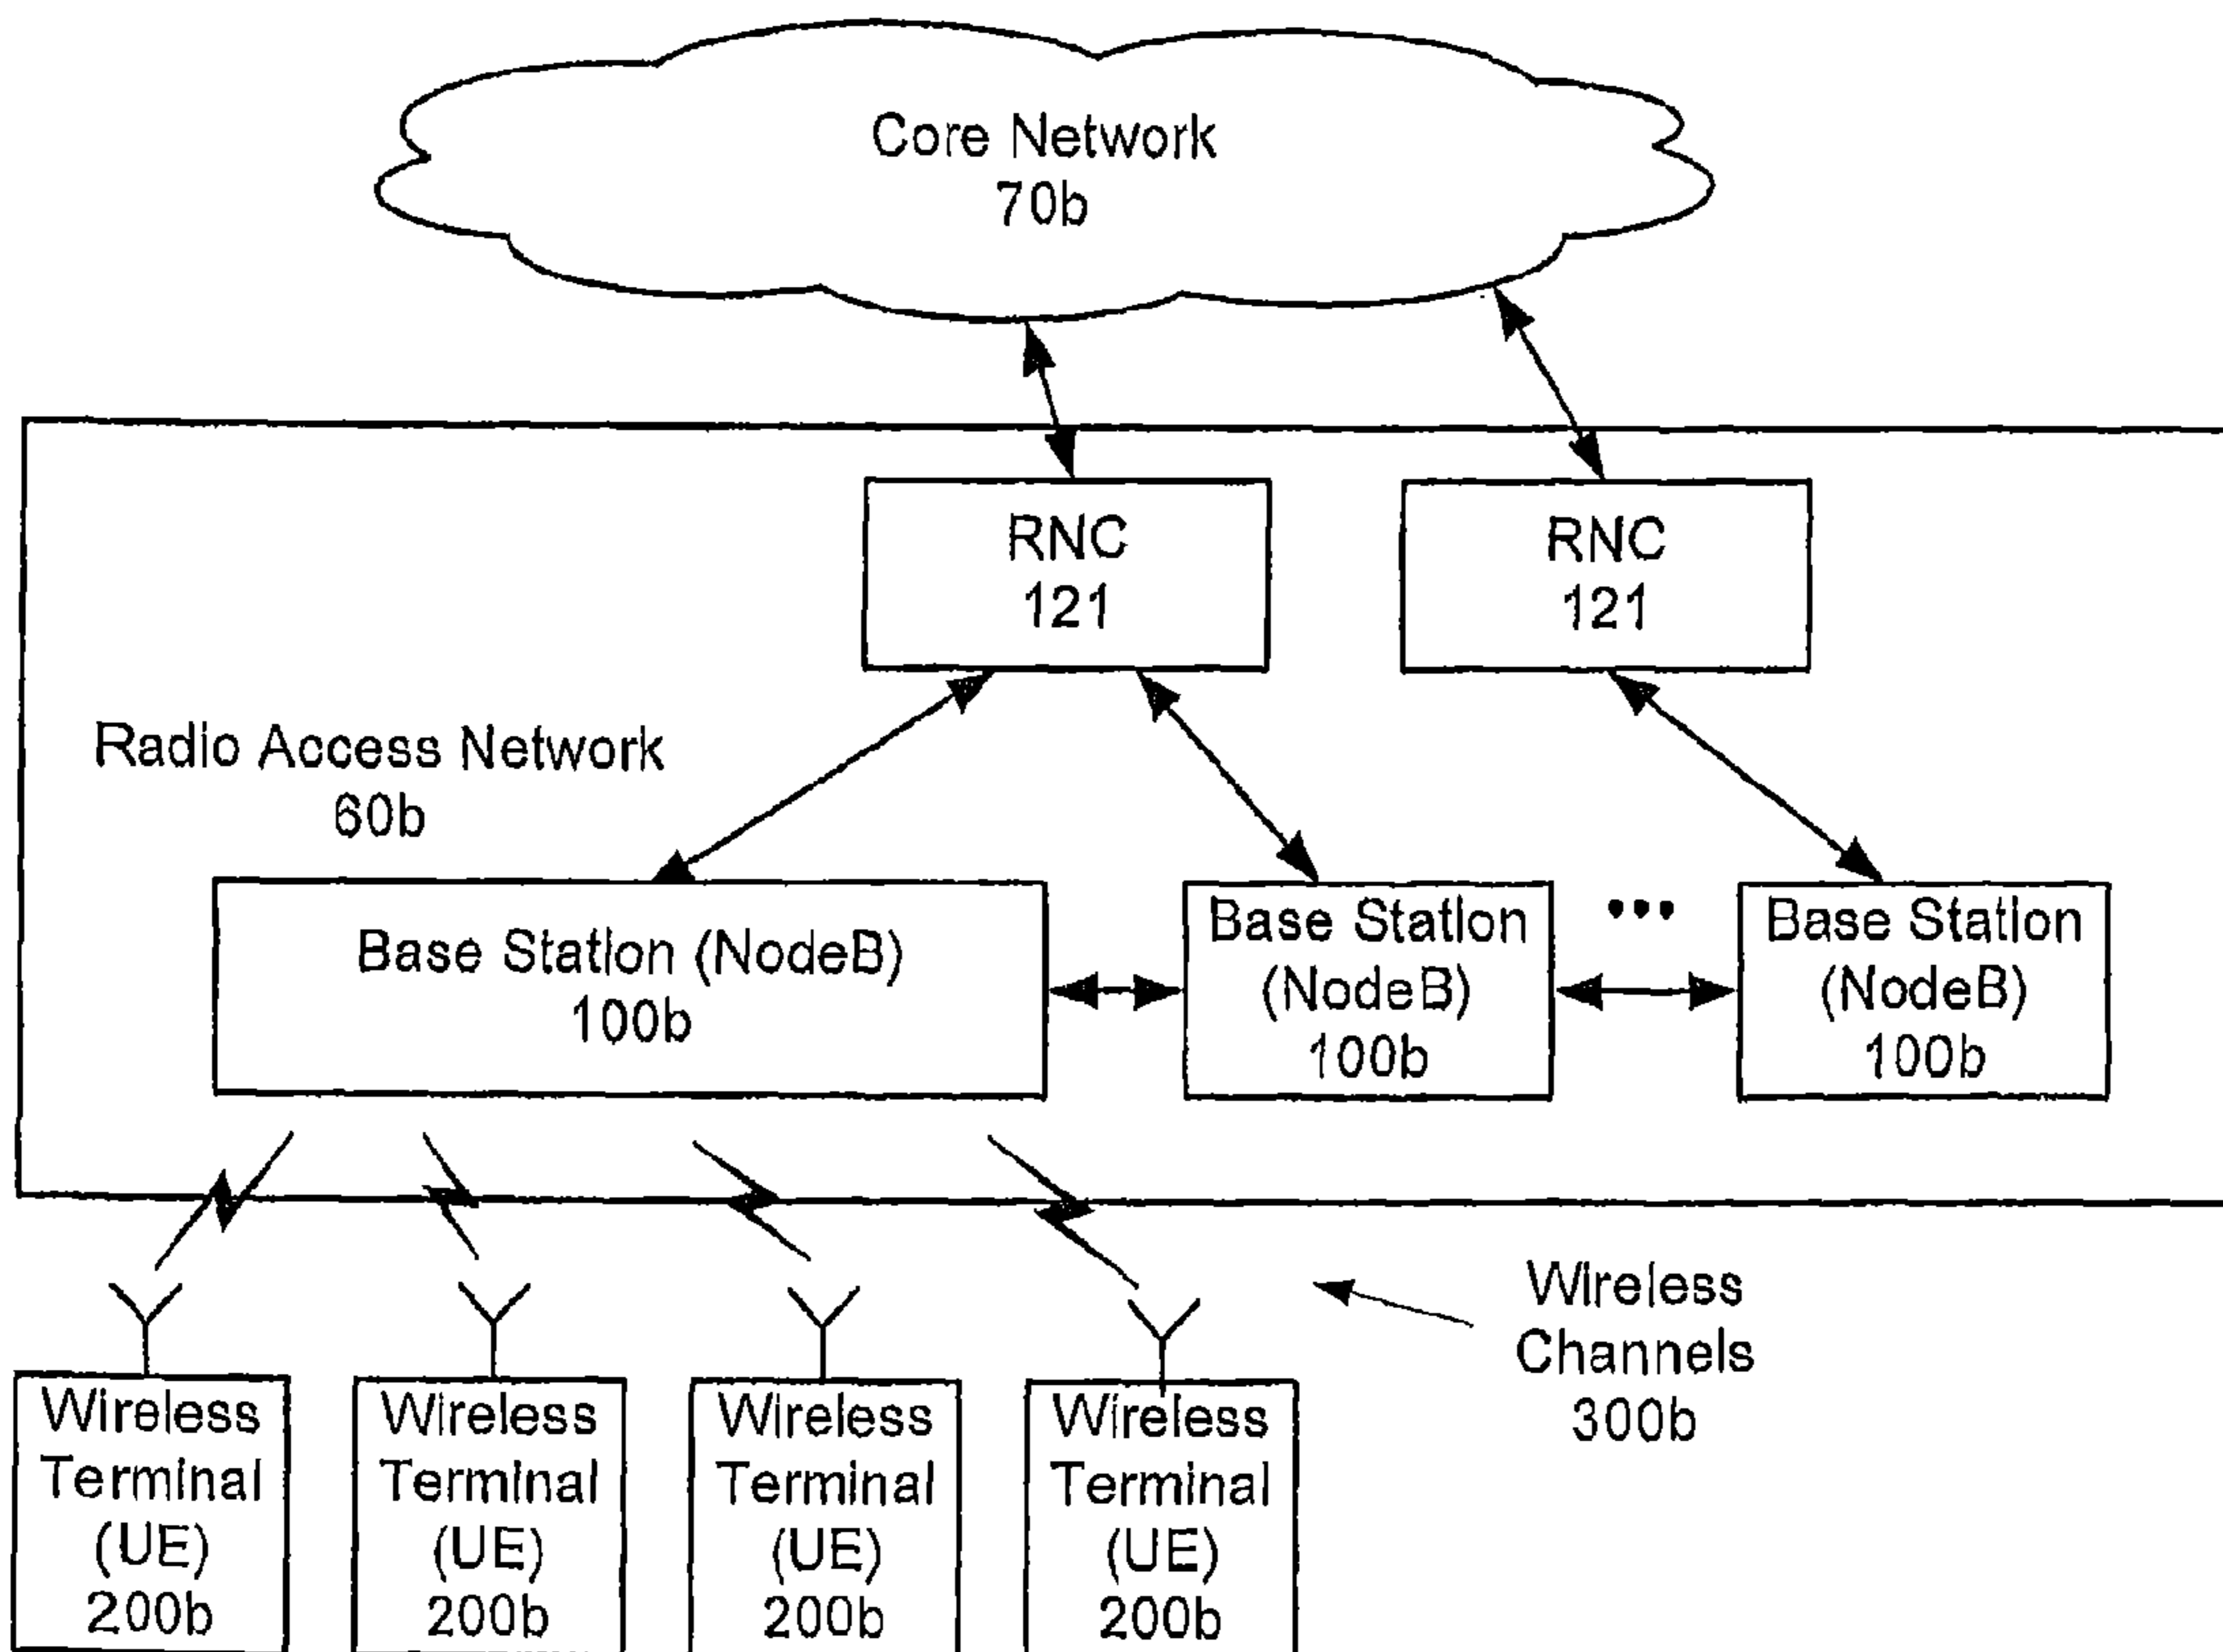 Core Network
70b
RNC
121
RNC
121
Radio Access Network
60b
Base Station (NodeB)
100b
Base Station
(NodeB)
100b
•••
Base Station
(NodeB)
100b
Wireless
Channels
300b
Wireless
Terminal
(UE)
200b
Wireless
Terminal
(UE)
200b
Wireless
Terminal
(UE)
200b
Wireless
Terminal
(UE)
200b